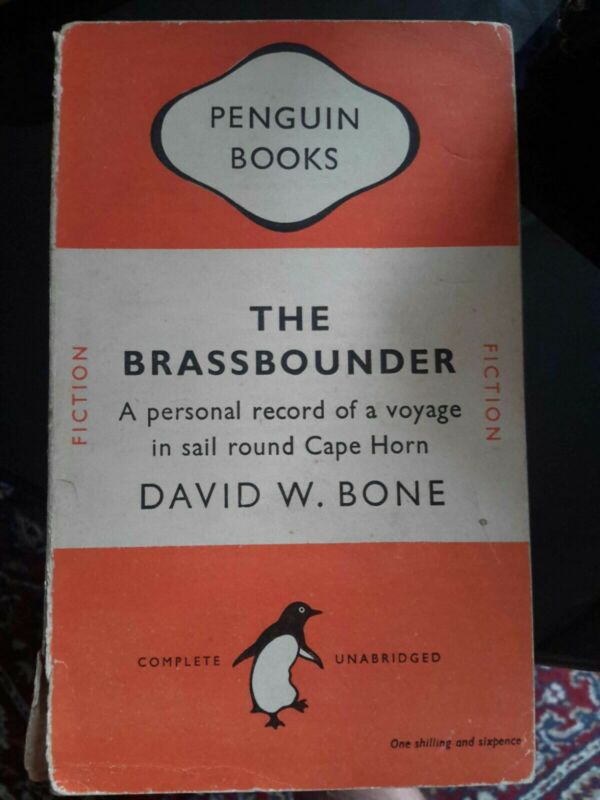 PENGUIN
BOOKS
THE
BRASSBOUNDER
FICTION
FICTION
A personal record of a voyage
in sail round Cape Horn
DAVID W. BONE
COMPLETE UNABRIDGED
One shilling and sixpence